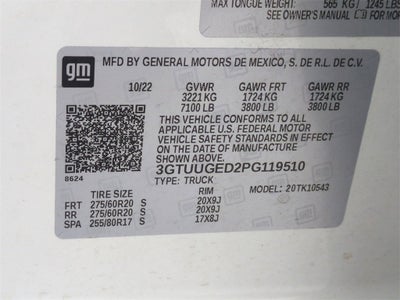 MAX TONGUE WEIGHT: 565 KG 1245 LBS
SEE OWNER'S MANUAL FOR MORE
gm
MFD BY GENERAL MOTORS DE MEXICO, S. DE R.L. DE C.V.
10/22 GVWR GAWR FRT GAWR RR
3221 KG 1724 KG 1724 KG
7100 LB 3800 LB 3800 LB
THIS VEHICLE CONFORMS TO ALL
APPLICABLE U.S. FEDERAL MOTOR
VEHICLE SAFETY STANDARDS IN EFFECT
ON THE DATE OF MANUFACTURE
SHOWN ABOVE.
3GTUUGED2PG119510
8624
TYPE: TRUCK
TIRE SIZE RIM MODEL: 20TK10543
FRT 275/60R20 S 20X9J
RR 275/60R20 S 20X9J
SPA 255/80R17 S 17X8J